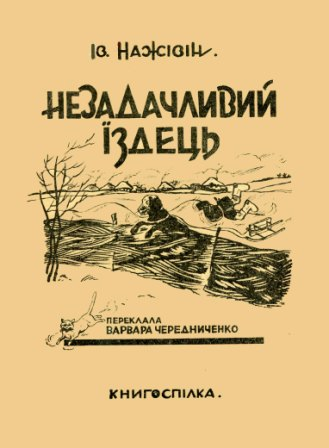 Ів. Нажівін.
НЕЗАДАЧЛИВИЙ
ЇЗДЕЦЬ
ПЕРЕКЛАЛА
ВАРВАРА ЧЕРЕДНИЧЕНКО
КНИГОСПІЛКА.